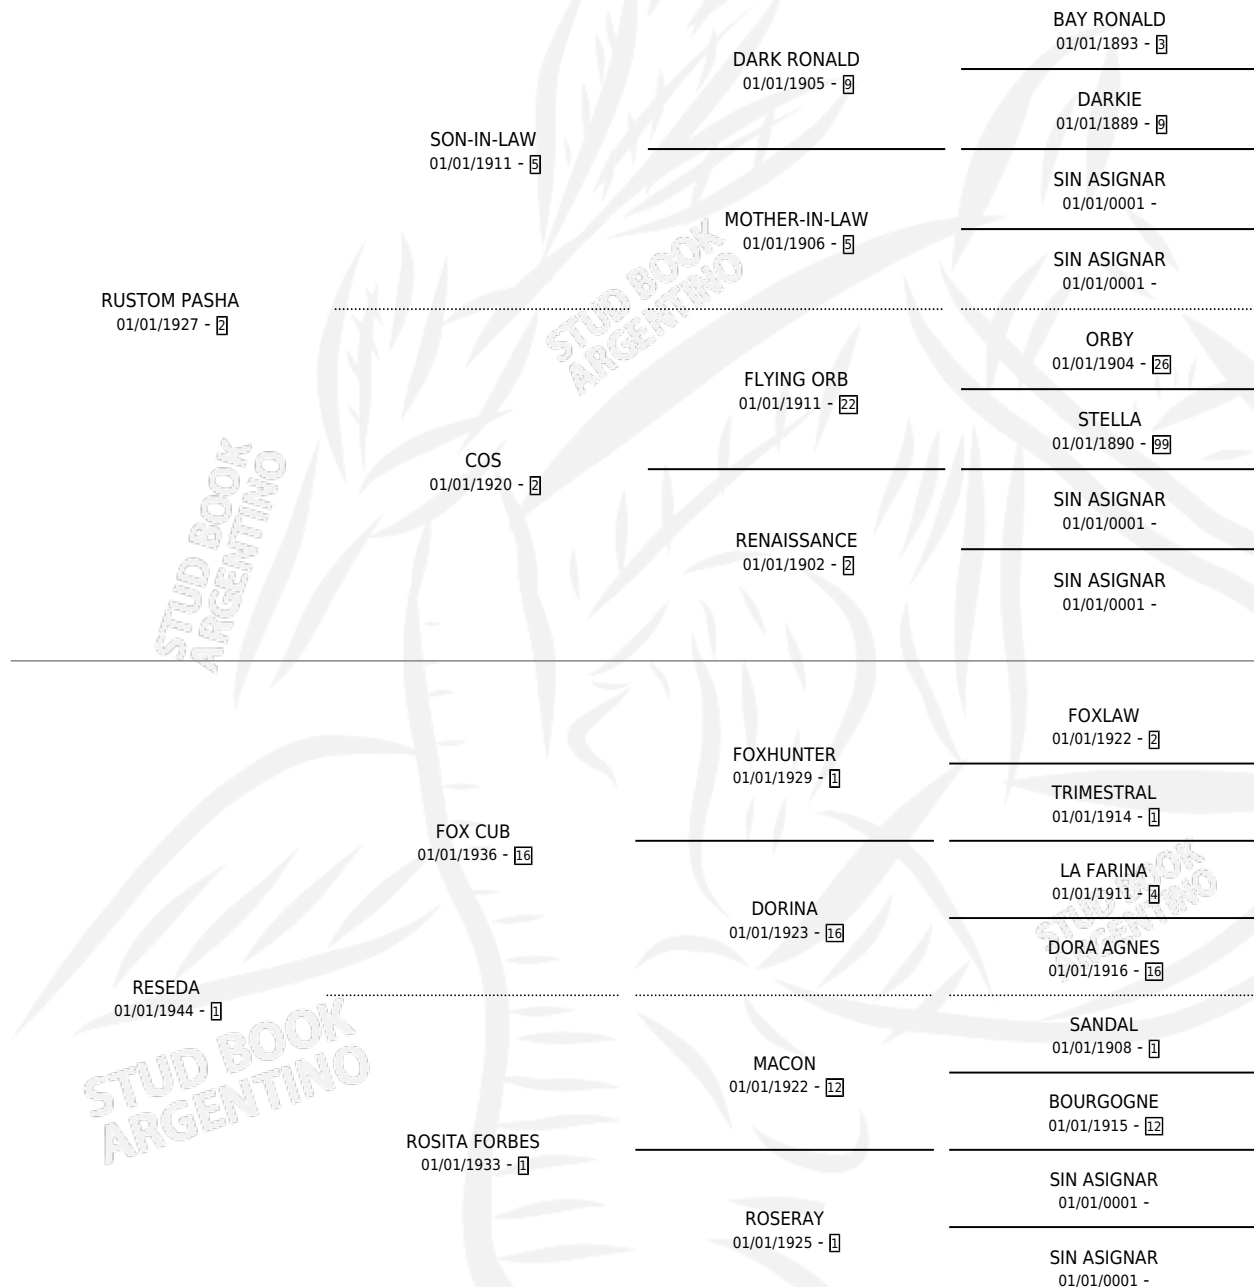 BAY RONALD
01/01/1893 - 3
DARK RONALD
01/01/1905 - 9
DARKIE
01/01/1889 - 9
SON-IN-LAW
01/01/1911 - 5
SIN ASIGNAR
01/01/0001 -
MOTHER-IN-LAW
01/01/1906 - 5
SIN ASIGNAR
01/01/0001 -
RUSTOM PASHA
01/01/1927 - 2
ORBY
01/01/1904 - 26
FLYING ORB
01/01/1911 - 22
STELLA
01/01/1890 - 99
COS
01/01/1920 - 2
SIN ASIGNAR
01/01/0001 -
RENAISSANCE
01/01/1902 - 2
SIN ASIGNAR
01/01/0001 -
FOXLAW
01/01/1922 - 2
FOXHUNTER
01/01/1929 - 1
TRIMESTRAL
01/01/1914 - 1
FOX CUB
01/01/1936 - 16
LA FARINA
01/01/1911 - 4
DORINA
01/01/1923 - 16
DORA AGNES
01/01/1916 - 16
RESEDA
01/01/1944 - 1
SANDAL
01/01/1908 - 1
MACON
01/01/1922 - 12
BOURGOGNE
01/01/1915 - 12
ROSITA FORBES
01/01/1933 - 1
SIN ASIGNAR
01/01/0001 -
ROSERAY
01/01/1925 - 1
SIN ASIGNAR
01/01/0001 -
STUD BOOK
ARGENTINO
STUD BOOK
ARGENTINO
STUD BOOK
ARGENTINO
STUD BOOK
ARGENTINO